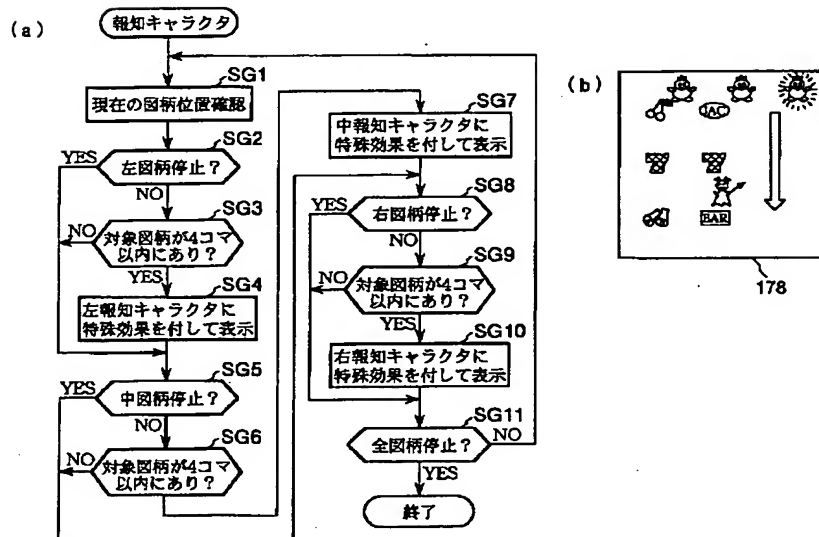 (a)
報知キャラクタ
SG1
現在の図柄位置確認
SG2
YES
左図柄停止？
NO
SG3
NO
対象図柄が4コマ
以内にあり？
YES
SG4
左報知キャラクタに
特殊効果を付して表示
SG5
YES
中図柄停止？
NO
SG6
NO
対象図柄が4コマ
以内にあり？
SG7
中報知キャラクタに
特殊効果を付して表示
SG8
YES
右図柄停止？
NO
SG9
NO
対象図柄が4コマ
以内にあり？
YES
SG10
右報知キャラクタに
特殊効果を付して表示
SG11
全図柄停止？
NO
YES
終了
(b)
JAC
BAR
178